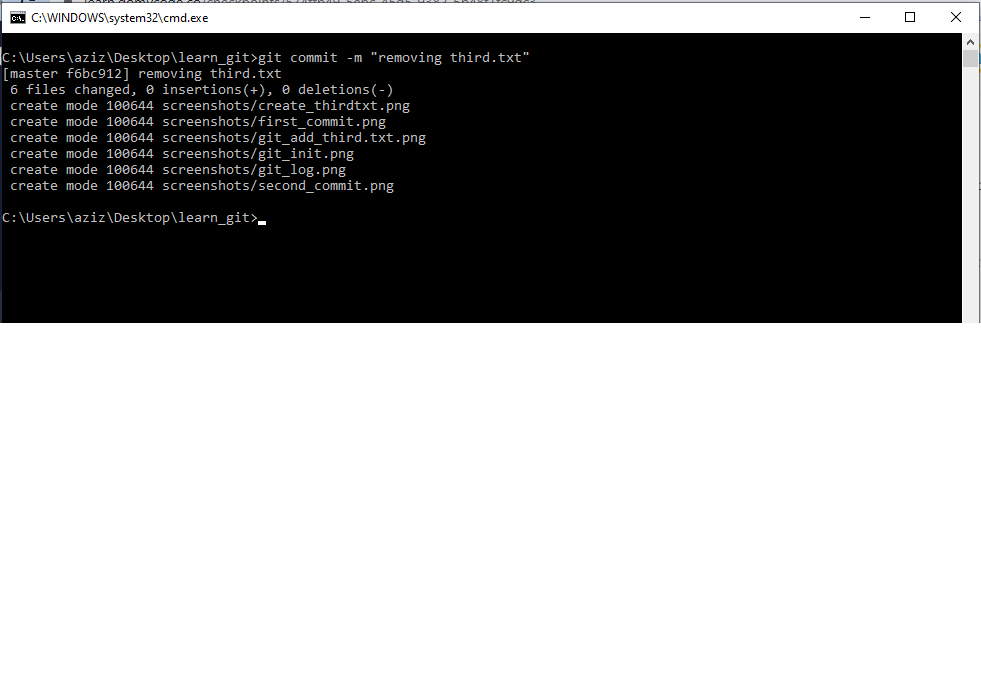 C:\WINDOWS\system32\cmd.exe
C:\Users\aziz\Desktop\learn_git>git commit -m "removing third.txt"
[master f6bc912] removing third.txt
 6 files changed, 0 insertions(+), 0 deletions(-)
 create mode 100644 screenshots/create_thirdtxt.png
 create mode 100644 screenshots/first_commit.png
 create mode 100644 screenshots/git_add_third.txt.png
 create mode 100644 screenshots/git_init.png
 create mode 100644 screenshots/git_log.png
 create mode 100644 screenshots/second_commit.png
C:\Users\aziz\Desktop\learn_git>